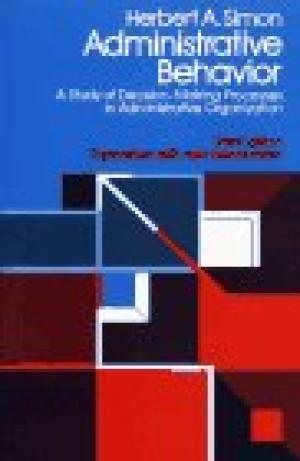 Herbert A. Simon
Administrative
Behavior
A Study of Decision-Making Processes
in Administrative Organization